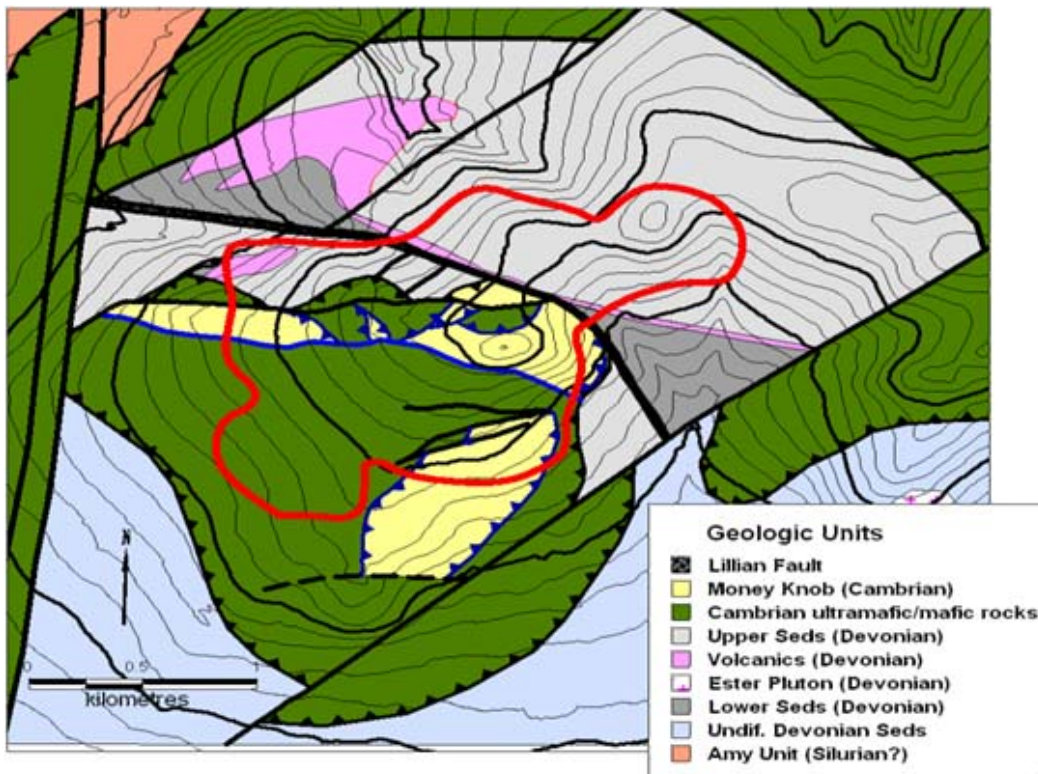 N
0 0.5 1
kilometres
Geologic Units
Lillian Fault
Money Knob (Cambrian)
Cambrian ultramafic/mafic rocks
Upper Seds (Devonian)
Volcanics (Devonian)
Ester Pluton (Devonian)
Lower Seds (Devonian)
Undif. Devonian Seds
Amy Unit (Silurian?)